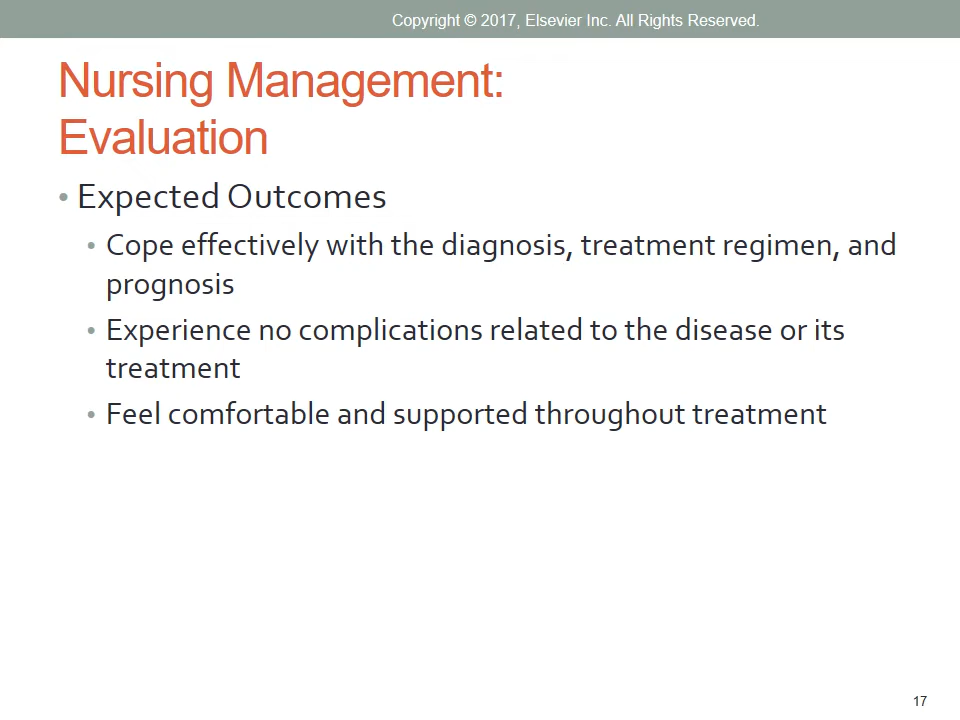 Copyright © 2017, Elsevier Inc. All Rights Reserved.
Nursing Management:
Evaluation
• Expected Outcomes
• Cope effectively with the diagnosis, treatment regimen, and
prognosis
• Experience no complications related to the disease or its
treatment
• Feel comfortable and supported throughout treatment
17